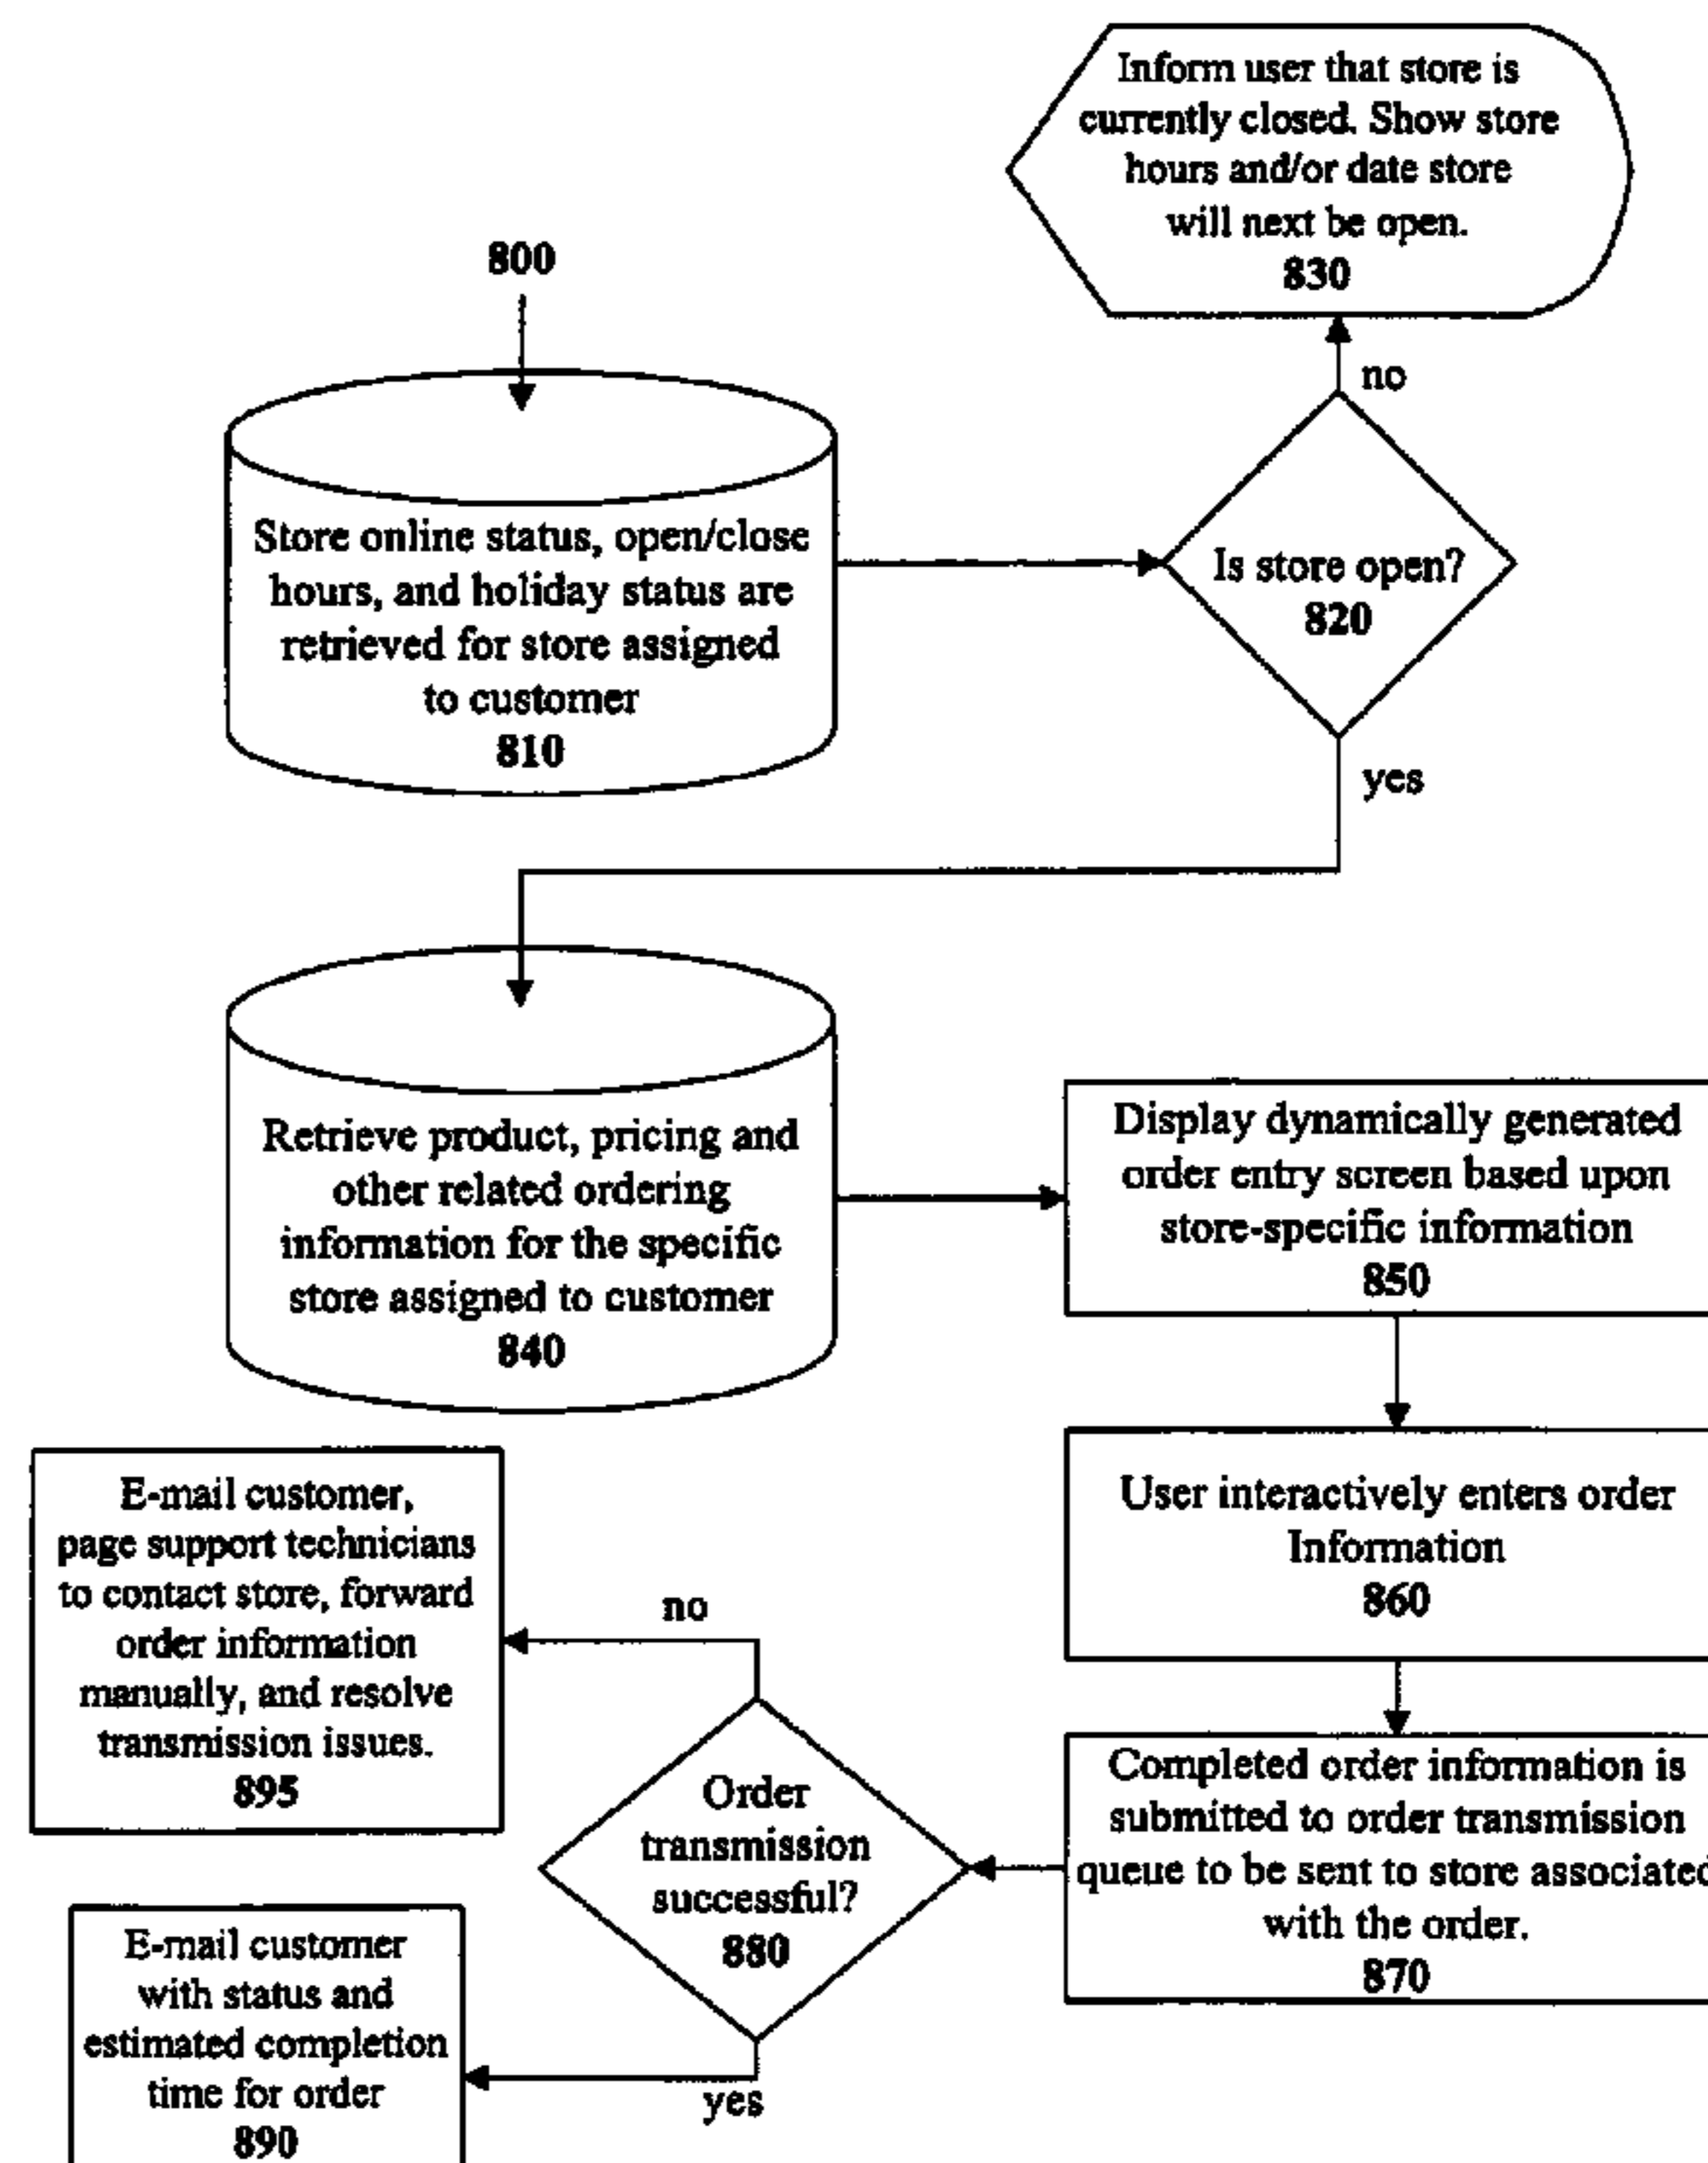 Inform user that store is
currently closed. Show store
hours and/or date store
will next be open.
830
800
no
Store online status, open/close
hours, and holiday status are
retrieved for store assigned
to customer
810
Is store open?
820
yes
Retrieve product, pricing and
other related ordering
information for the specific
store assigned to customer
840
Display dynamically generated
order entry screen based upon
store-specific information
850
User interactively enters order
Information
860
Completed order information is
submitted to order transmission
queue to be sent to store associated
with the order.
870
Order
transmission
successful?
880
no
E-mail customer,
page support technicians
to contact store, forward
order information
manually, and resolve
transmission issues.
895
yes
E-mail customer
with status and
estimated completion
time for order
890